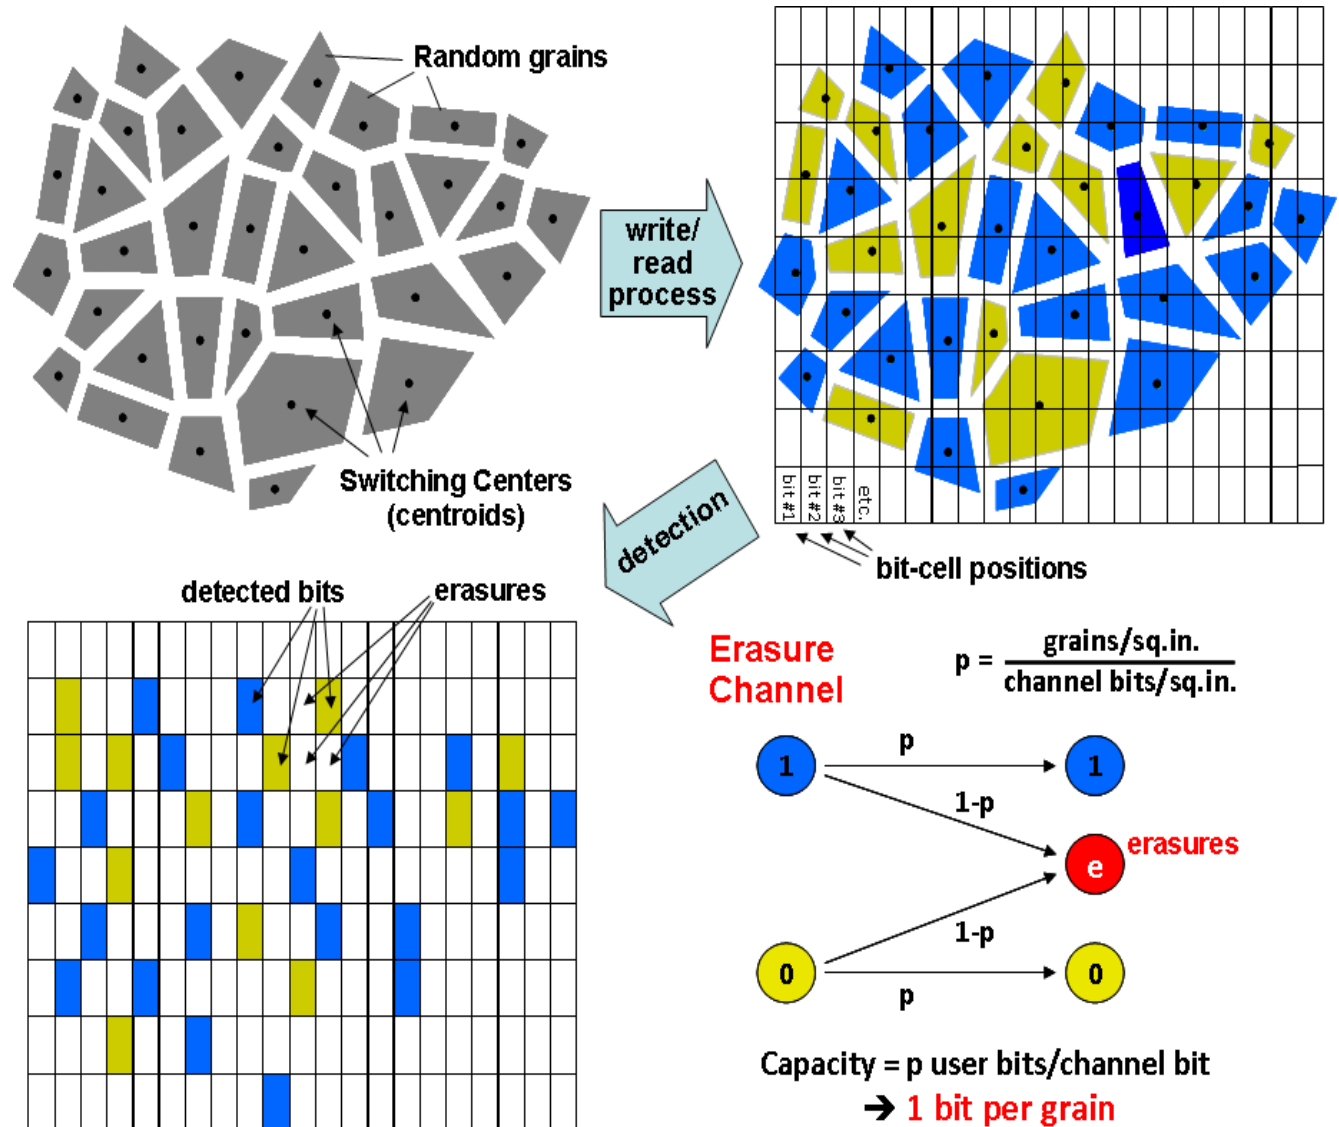 Random grains
write/
read
process
Switching Centers
(centroids)
bit #1
bit #2
bit #3
etc.
bit-cell positions
detection
detected bits
erasures
Erasure
Channel
p = grains/sq.in.
channel bits/sq.in.
1
p
1
1-p
e
erasures
1-p
0
p
0
Capacity = p user bits/channel bit
➔ 1 bit per grain